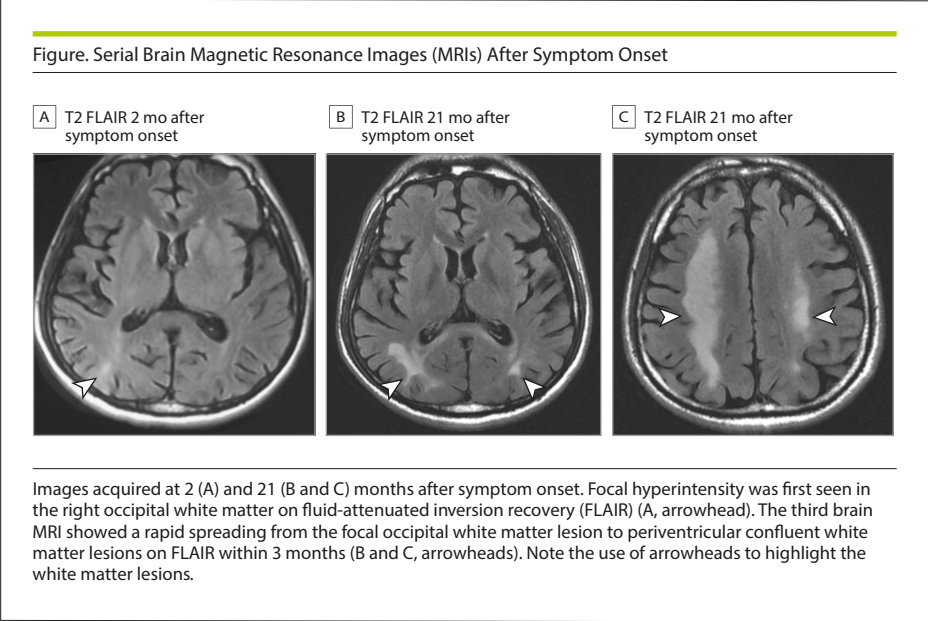 Figure. Serial Brain Magnetic Resonance Images (MRIs) After Symptom Onset
A T2 FLAIR 2 mo after
symptom onset
B T2 FLAIR 21 mo after
symptom onset
C T2 FLAIR 21 mo after
symptom onset
Images acquired at 2 (A) and 21 (B and C) months after symptom onset. Focal hyperintensity was first seen in
the right occipital white matter on fluid-attenuated inversion recovery (FLAIR) (A, arrowhead). The third brain
MRI showed a rapid spreading from the focal occipital white matter lesion to periventricular confluent white
matter lesions on FLAIR within 3 months (B and C, arrowheads). Note the use of arrowheads to highlight the
white matter lesions.